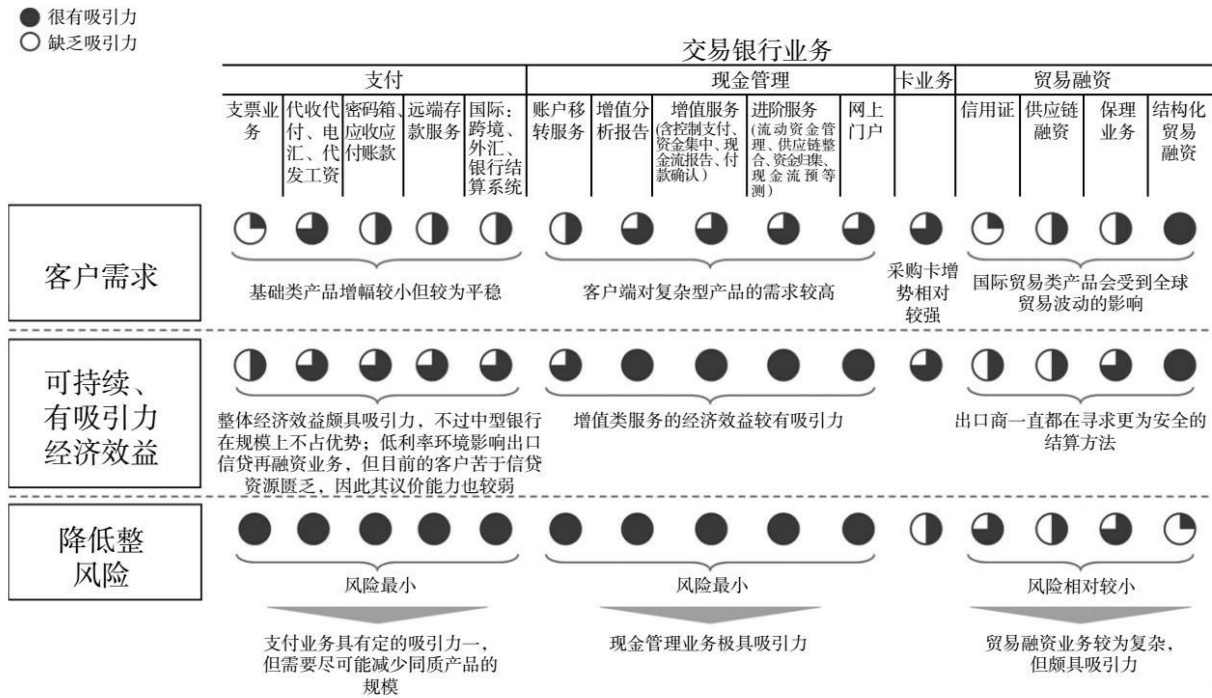 很有吸引力
缺乏吸引力
交易银行业务
支付
现金管理
卡业务
贸易融资
支票业
务
代收代
付、电
汇、代
发工资
密码箱、
应收应
付账款
远端存
款服务
国际：
跨境、
外汇、
银行结
算系统
账户移
转服务
增值分
析报告
增值服务
(含控制支付、
资金集中、现
金流报告、付
款确认）
进阶服务
(流动资金管
理、供应链整
合、资金归集、
现金流预等
测)
网上
门户
信用证
供应链
融资
保理
业务
结构化
贸易
融资
客户需求
基础类产品增幅较小但较为平稳
客户端对复杂型产品的需求较高
采购卡增
势相对
较强
国际贸易类产品会受到全球
贸易波动的影响
可持续、
有吸引力
经济效益
整体经济效益颇具吸引力，不过中型银行
在规模上不占优势；低利率环境影响出口
信贷再融资业务，但目前的客户苦于信贷
资源匮乏，因此其议价能力也较弱
增值类服务的经济效益较有吸引力
出口商一直都在寻求更为安全的
结算方法
降低整
风险
风险最小
风险最小
风险相对较小
支付业务具有定的吸引力一，
但需要尽可能减少同质产品的
规模
现金管理业务极具吸引力
贸易融资业务较为复杂，
但颇具吸引力